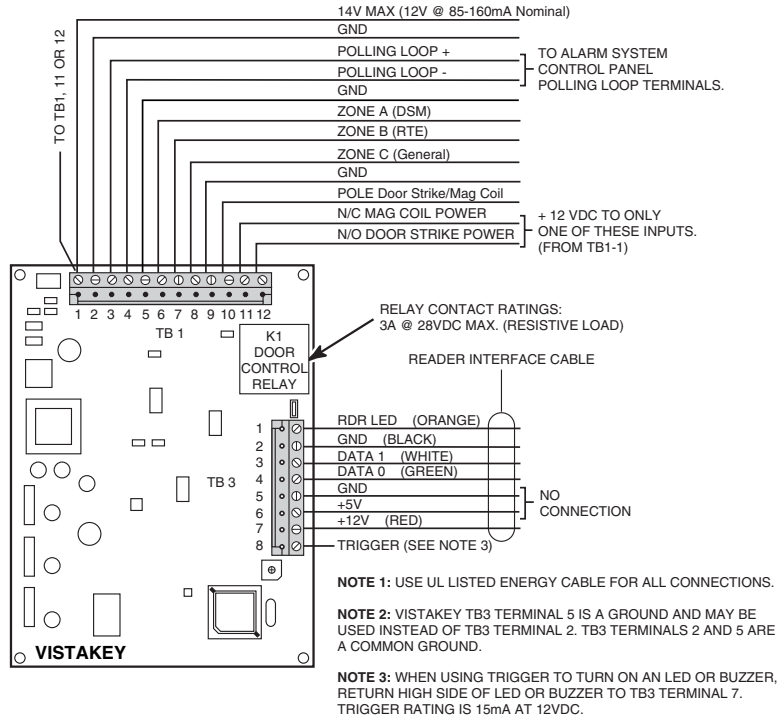 14V MAX (12V @ 85-160mA Nominal)
GND
POLLING LOOP +
POLLING LOOP -
TO ALARM SYSTEM
CONTROL PANEL
POLLING LOOP TERMINALS.
GND
ZONE A (DSM)
ZONE B (RTE)
ZONE C (General)
GND
POLE Door Strike/Mag Coil
N/C MAG COIL POWER
N/O DOOR STRIKE POWER
+ 12 VDC TO ONLY
ONE OF THESE INPUTS.
(FROM TB1-1)
TO TB1, 11 OR 12
1 2 3 4 5 6 7 8 9 10 11 12
TB 1
K1
DOOR
CONTROL
RELAY
RELAY CONTACT RATINGS:
3A @ 28VDC MAX. (RESISTIVE LOAD)
READER INTERFACE CABLE
TB 3
1 RDR LED (ORANGE)
2 GND (BLACK)
3 DATA 1 (WHITE)
4 DATA 0 (GREEN)
5 GND
6 +5V
7 +12V (RED)
8 TRIGGER (SEE NOTE 3)
NO
CONNECTION
VISTAKEY
NOTE 1: USE UL LISTED ENERGY CABLE FOR ALL CONNECTIONS.
NOTE 2: VISTAKEY TB3 TERMINAL 5 IS A GROUND AND MAY BE
USED INSTEAD OF TB3 TERMINAL 2. TB3 TERMINALS 2 AND 5 ARE
A COMMON GROUND.
NOTE 3: WHEN USING TRIGGER TO TURN ON AN LED OR BUZZER,
RETURN HIGH SIDE OF LED OR BUZZER TO TB3 TERMINAL 7.
TRIGGER RATING IS 15mA AT 12VDC.